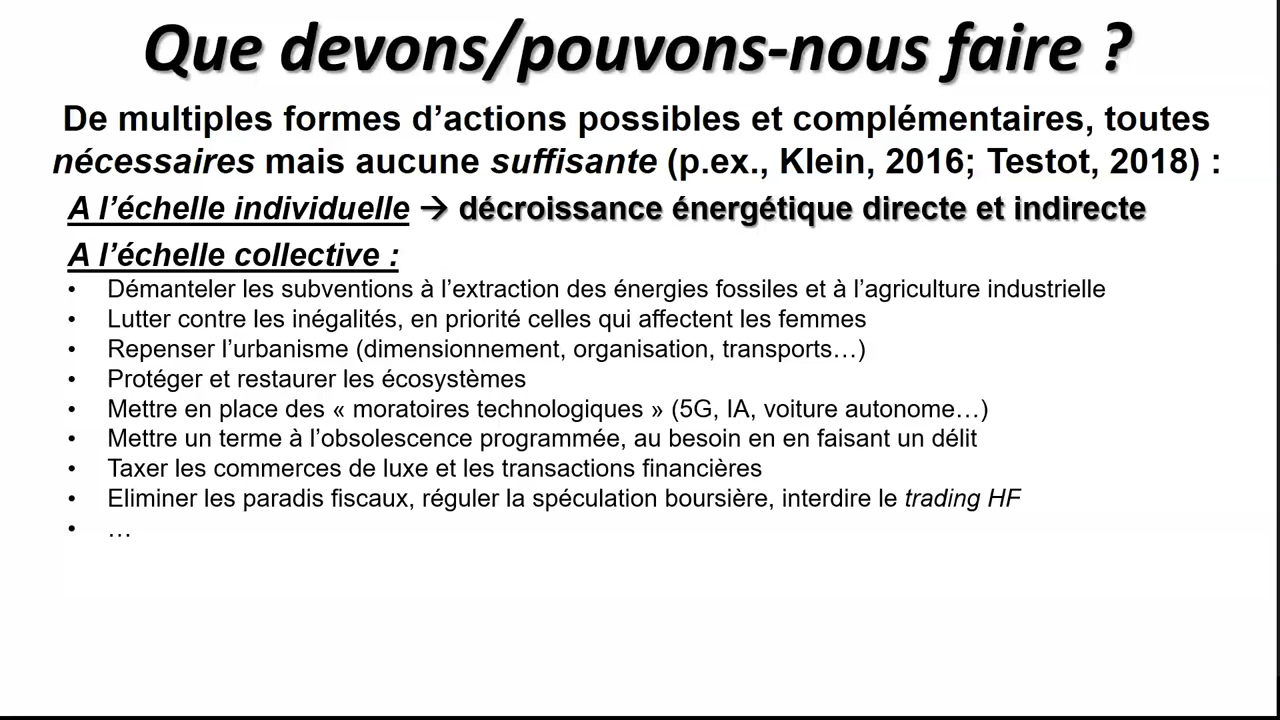 Que devons/pouvons-nous faire ?
De multiples formes d’actions possibles et complémentaires, toutes
nécessaires mais aucune suffisante (p.ex., Klein, 2016; Testot, 2018) :
A l’échelle individuelle → décroissance énergétique directe et indirecte
A l’échelle collective :
• Démanteler les subventions à l’extraction des énergies fossiles et à l’agriculture industrielle
• Lutter contre les inégalités, en priorité celles qui affectent les femmes
• Repenser l’urbanisme (dimensionnement, organisation, transports…)
• Protéger et restaurer les écosystèmes
• Mettre en place des « moratoires technologiques » (5G, IA, voiture autonome…)
• Mettre un terme à l’obsolescence programmée, au besoin en en faisant un délit
• Taxer les commerces de luxe et les transactions financières
• Eliminer les paradis fiscaux, réguler la spéculation boursière, interdire le trading HF
• …